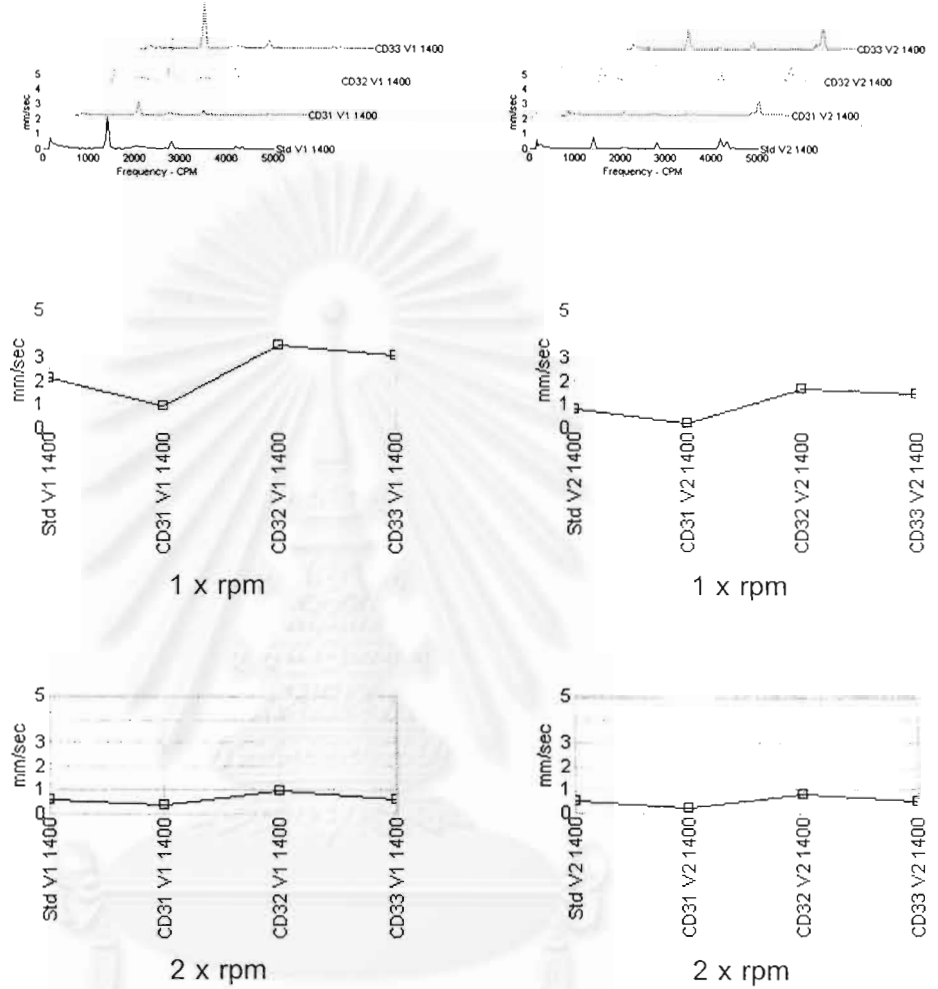 CD33 V1 1400
CD32 V1 1400
CD31 V1 1400
Std V1 1400
5
4
3
2
1
0
mm/sec
0 1000 2000 3000 4000 5000
Frequency - CPM
CD33 V2 1400
CD32 V2 1400
CD31 V2 1400
Std V2 1400
5
4
3
2
1
0
mm/sec
0 1000 2000 3000 4000 5000
Frequency - CPM
5
3
2
1
0
mm/sec
Std V1 1400
CD31 V1 1400
CD32 V1 1400
CD33 V1 1400
1 x rpm
5
3
2
1
0
mm/sec
Std V2 1400
CD31 V2 1400
CD32 V2 1400
CD33 V2 1400
1 x rpm
5
3
2
1
0
mm/sec
Std V1 1400
CD31 V1 1400
CD32 V1 1400
CD33 V1 1400
2 x rpm
5
3
2
1
0
mm/sec
Std V2 1400
CD31 V2 1400
CD32 V2 1400
CD33 V2 1400
2 x rpm